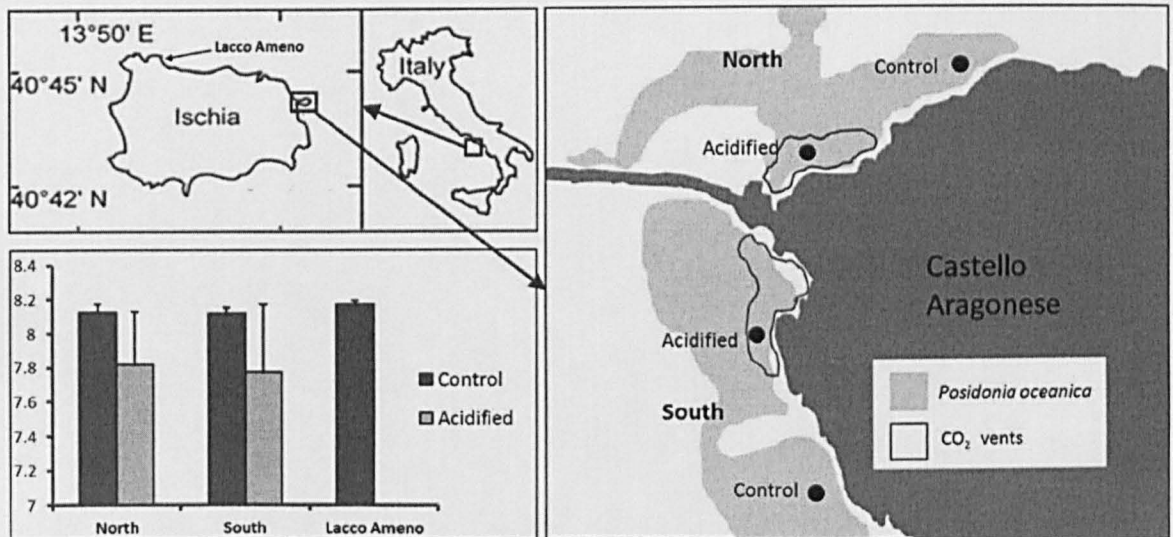 13°50' E
Lacco Ameno
40°45' N
Ischia
40°42' N
Italy
8.4
8.2
8
7.8
7.6
7.4
7.2
7
Control
Acidified
North
South
Lacco Ameno
North
Control
Acidified
Castello
Aragonese
Acidified
South
Control
Posidonia oceanica
CO₂ vents